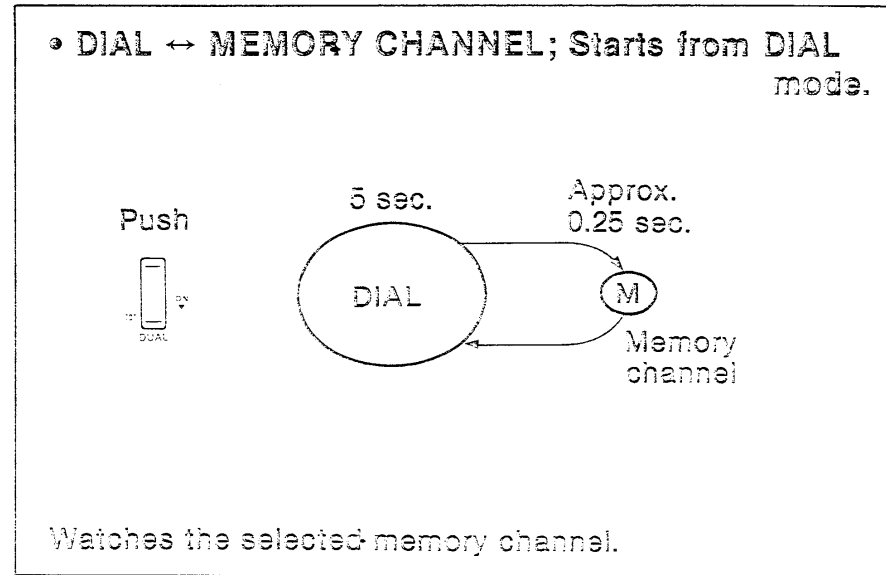 • DIAL ↔ MEMORY CHANNEL; Starts from DIAL
mode.
5 sec.
Approx.
0.25 sec.
Push
DIAL
M
ON
DUAL
Memory
channel
Watches the selected memory channel.